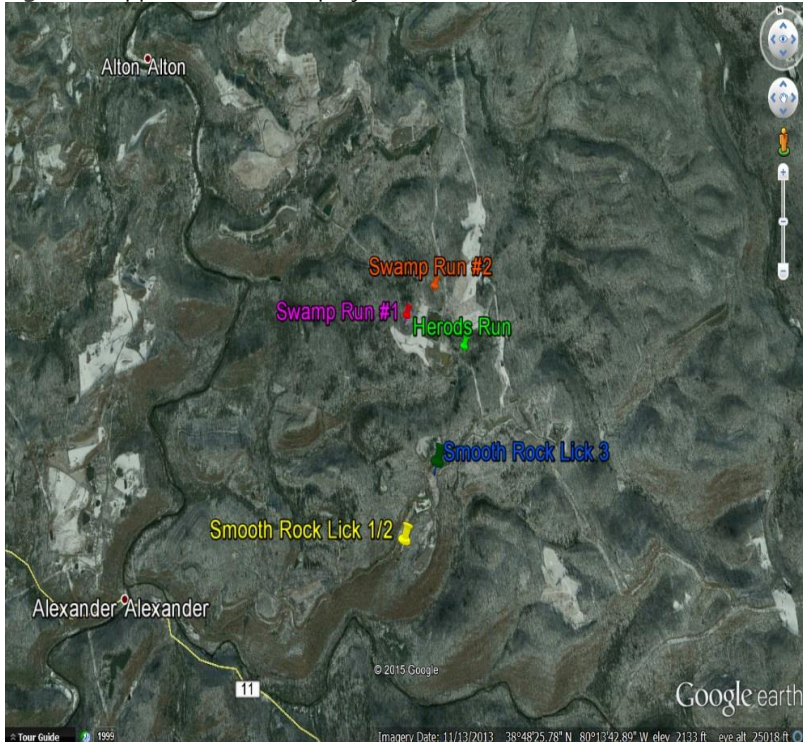 N
Alton Alton
Swamp Run #2
Swamp Run #1
Herods Run
Smooth Rock Lick 3
Smooth Rock Lick 1/2
Alexander Alexander
11
© 2015 Google
Google earth
Tour Guide 1999 Imagery Date: 11/13/2013 38°48'25.78" N 80°13'42.89" W elev 2133 ft eye alt 25018 ft